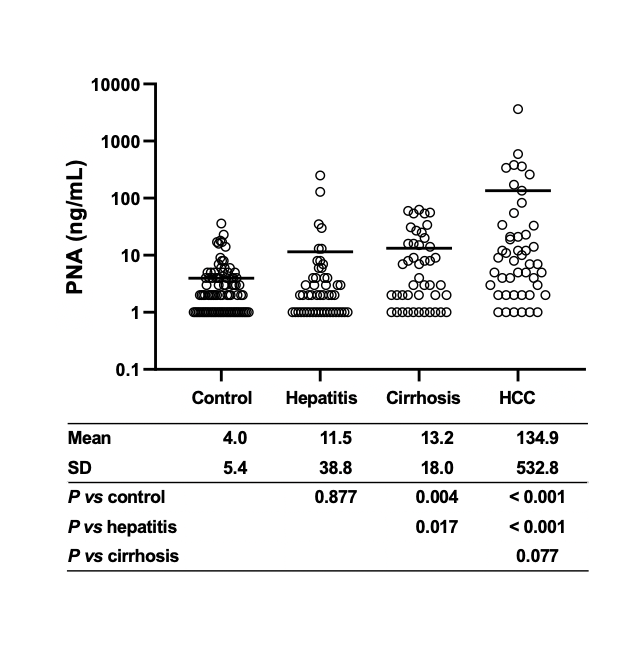 10000
1000
100
10
1
0.1
PNA (ng/mL)
Control Hepatitis Cirrhosis HCC
Mean 4.0 11.5 13.2 134.9
SD 5.4 38.8 18.0 532.8
P vs control 0.877 0.004 < 0.001
P vs hepatitis 0.017 < 0.001
P vs cirrhosis 0.077